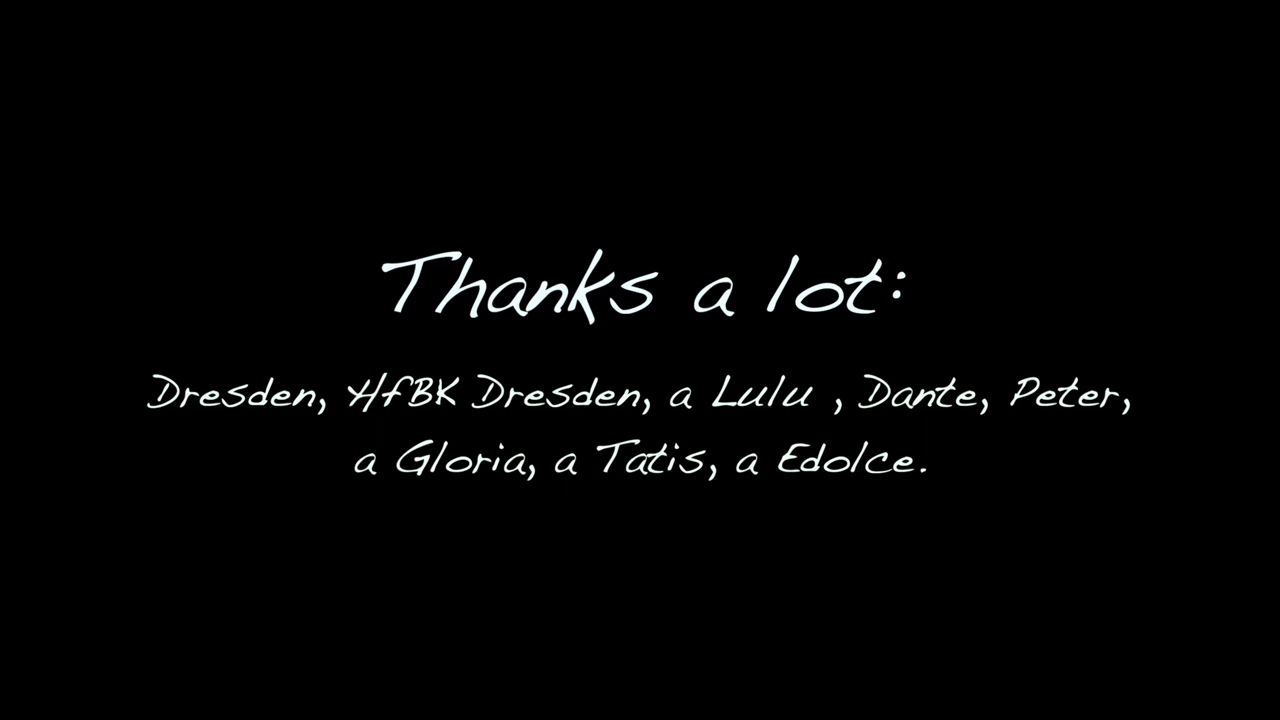 Thanks a lot:
Dresden, HfBK Dresden, a Lulu , Dante, Peter,
a Gloria, a Tatis, a Edolce.